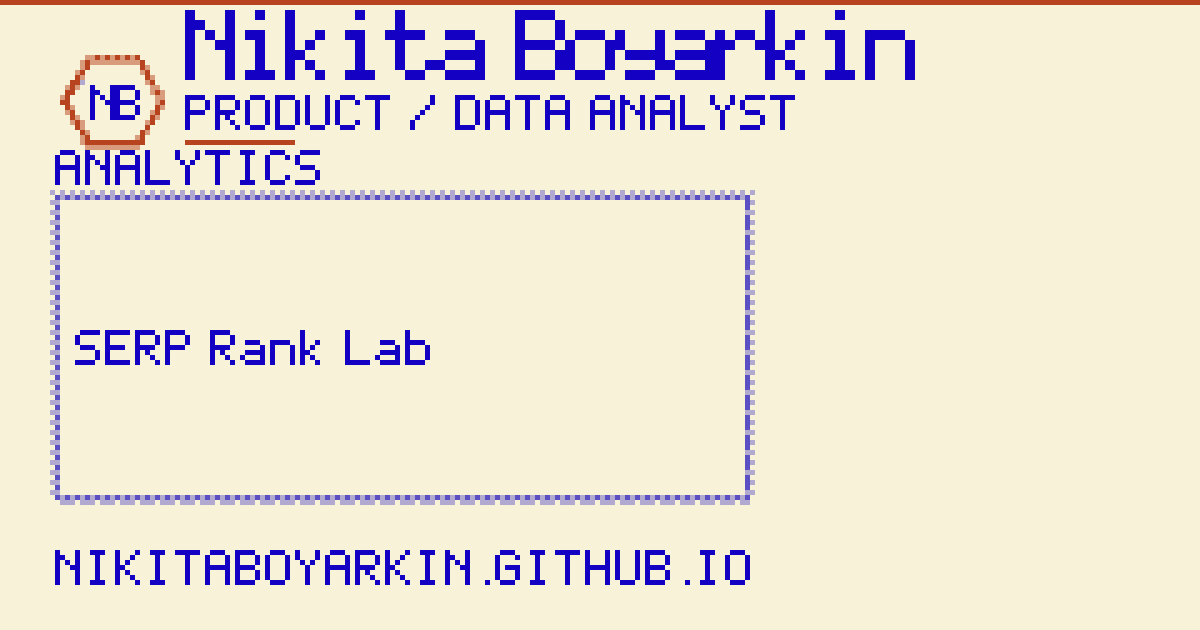 Nikita Boyarkin
NB
PRODUCT / DATA ANALYST
ANALYTICS
SERP Rank Lab
NIKITABOYARKIN.GITHUB.IO